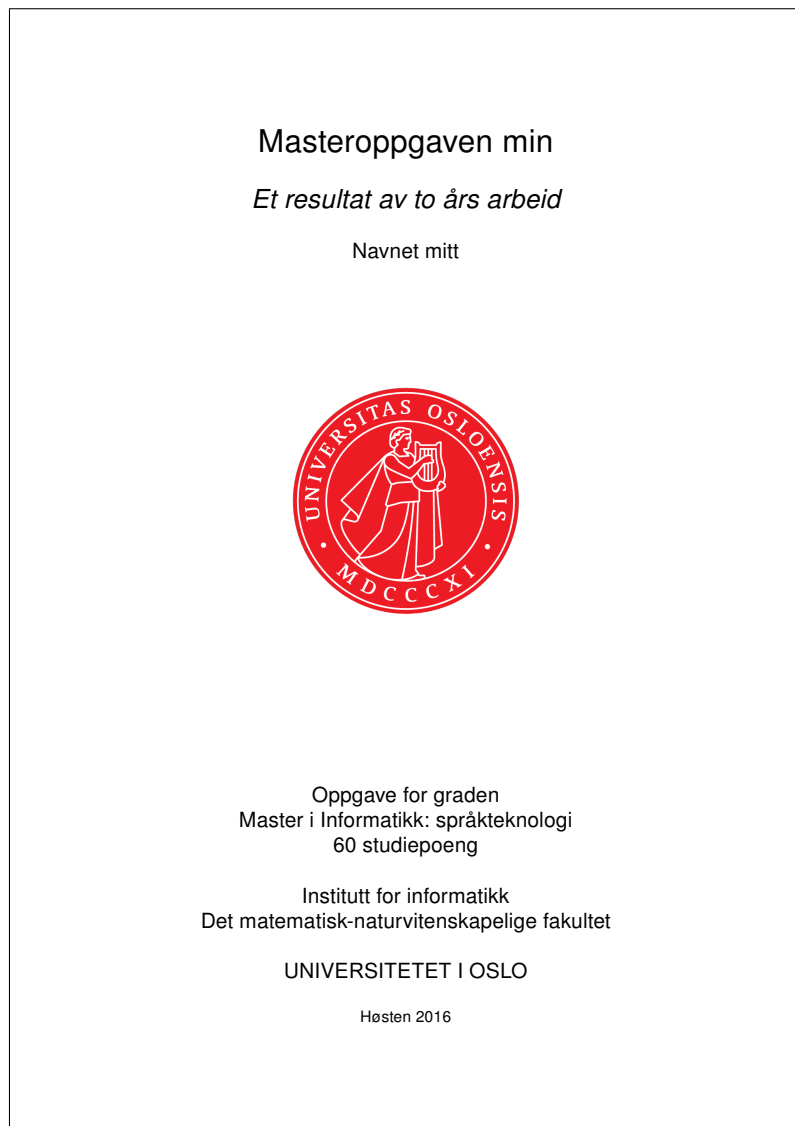 Masteroppgaven min
Et resultat av to års arbeid
Navnet mitt
UNIVERSITAS OSLOENSIS
MDCCCXI
Oppgave for graden
Master i Informatikk: språkteknologi
60 studiepoeng
Institutt for informatikk
Det matematisk-naturvitenskapelige fakultet
UNIVERSITETET I OSLO
Høsten 2016